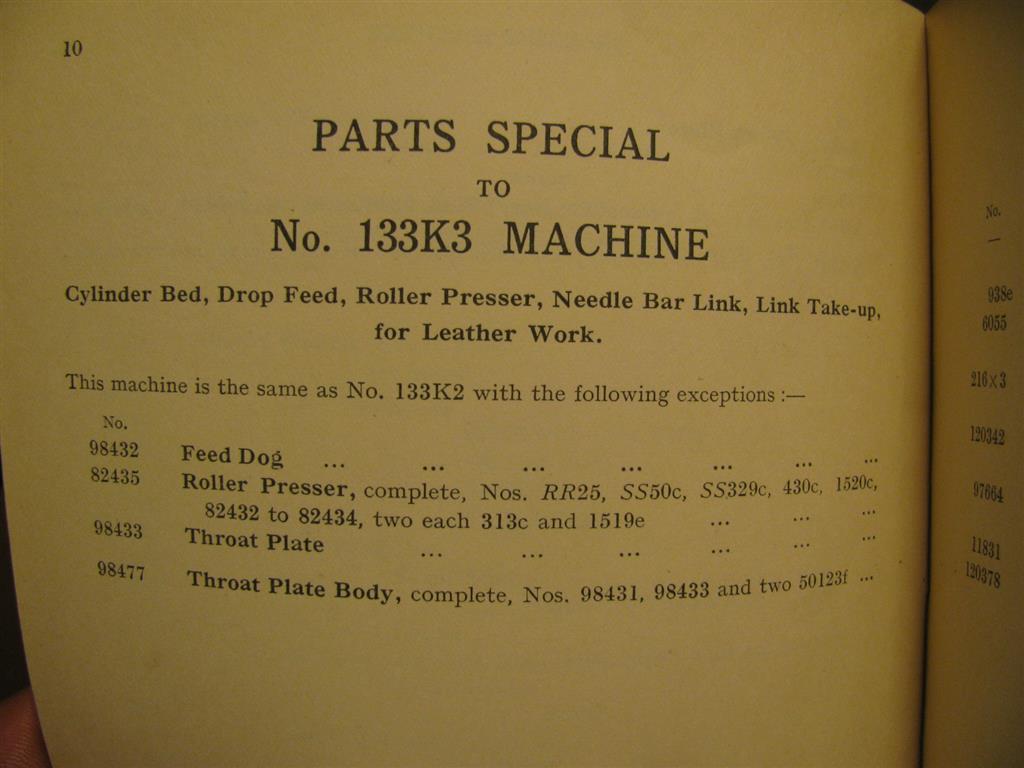 10
PARTS SPECIAL
TO
No. 133K3 MACHINE
Cylinder Bed, Drop Feed, Roller Presser, Needle Bar Link, Link Take-up,
for Leather Work.
This machine is the same as No. 133K2 with the following exceptions :—
No.
98432 Feed Dog ... ... ... ... ... ... ...
82435 Roller Presser, complete, Nos. RR25, SS50c, SS329c, 430c, 1520c,
82432 to 82434, two each 313c and 1519e ... ... ...
98433 Throat Plate ... ... ... ... ... ...
98477 Throat Plate Body, complete, Nos. 98431, 98433 and two 50123f ...
No.
—
938e
6055
216×3
120342
97664
11831
120378